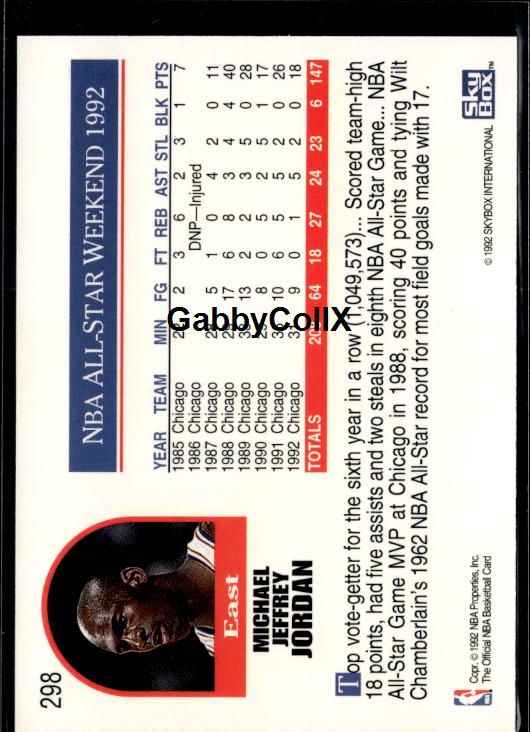 298
NBA ALL-STAR WEEKEND 1992
East
MICHAEL
JEFFREY
JORDAN
YEAR TEAM MIN FG FT REB AST STL BLK PTS
1985 Chicago 2 3 6 2 3 1 7
1986 Chicago DNP—Injured
1987 Chicago 5 1 0 4 2 0 11
1988 Chicago 17 6 8 3 4 4 40
1989 Chicago 13 2 2 3 5 0 28
1990 Chicago 8 0 5 2 5 1 17
1991 Chicago 10 6 5 5 2 0 26
1992 Chicago 9 0 1 5 2 0 18
TOTALS 64 18 27 24 23 6 147
GabbyCollX
Top vote-getter for the sixth year in a row (1,049,573)... Scored team-high
18 points, had five assists and two steals in eighth NBA All-Star Game... NBA
All-Star Game MVP at Chicago in 1988, scoring 40 points and tying Wilt
Chamberlain's 1962 NBA All-Star record for most field goals made with 17.
NBA
Copr. © 1992 NBA Properties, Inc.
The Official NBA Basketball Card
© 1992 SKYBOX INTERNATIONAL
SKY
BOX™